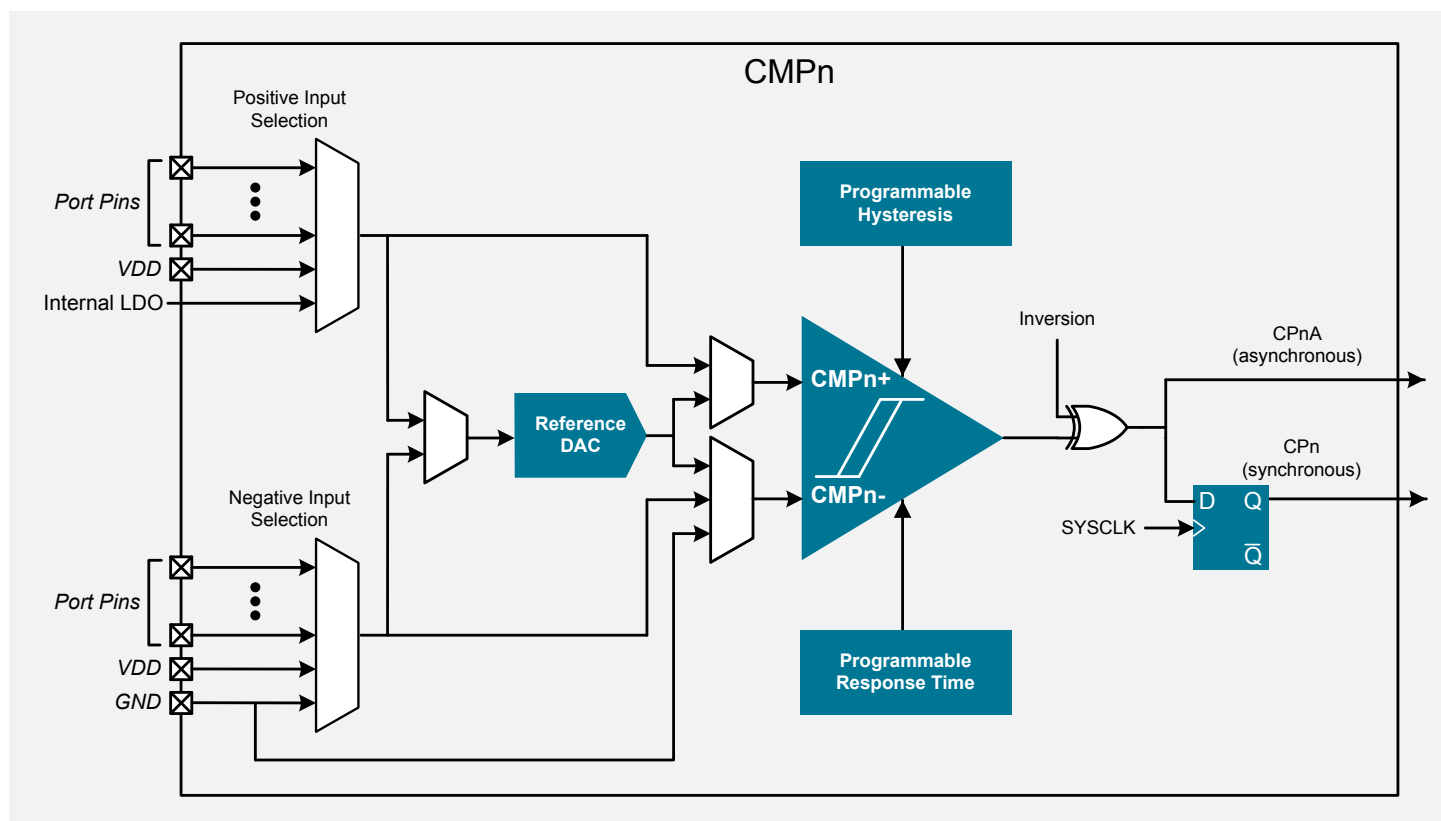 CMPn
Positive Input
Selection
Port Pins
VDD
Internal LDO
Programmable
Hysteresis
Inversion
CPnA
(asynchronous)
CMPn+
Reference
DAC
CMPn-
CPn
(synchronous)
D Q
SYSCLK
Q̅
Negative Input
Selection
Port Pins
VDD
GND
Programmable
Response Time